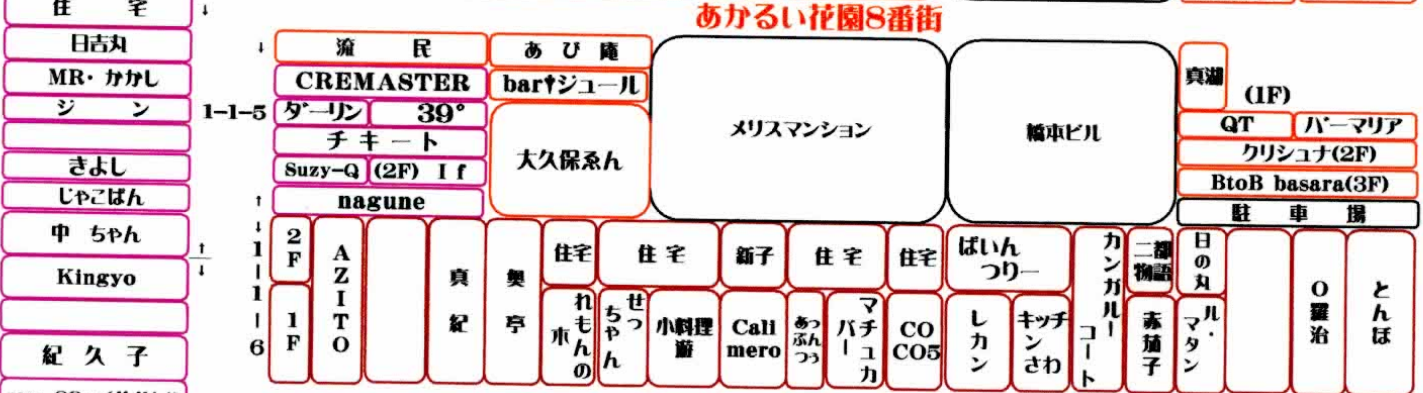 あかるい花園8番街
住 宅
↓
日吉丸
MR・かかし
ジ ン
きよし
じゃこばん
中 ちゃん
Kingyo
紀 久 子
↑
↓
1-1-5
↓
↑
流 民
CREMASTER
ダーリン
39°
チ キ ー ト
Suzy-Q
(2F) I f
nagune
あ び 庵
bar†ジュール
大久保ゑん
メリスマンション
橋本ビル
真湖
(1F)
QT
バーマリア
クリシュナ(2F)
BtoB basara(3F)
駐 車 場
↓
1-1-6
2F
1F
AZITO
真紀
奥亭
住宅
れもんの木
住 宅
せっちゃん
小料理 遊
新子
Cali
mero
住 宅
あっぷんつぅ
マチュカバー
住宅
CO
CO5
ばいん
つりー
レカン
キッチンさわ
カンガルーコート
二都物語
赤茄子
日の丸
ル・マタン
O羅治
とんぼ